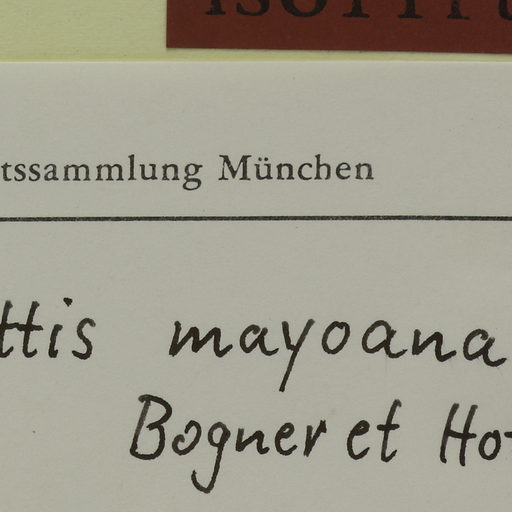 tssammlung München
ttis mayoana
Bogner et Ho